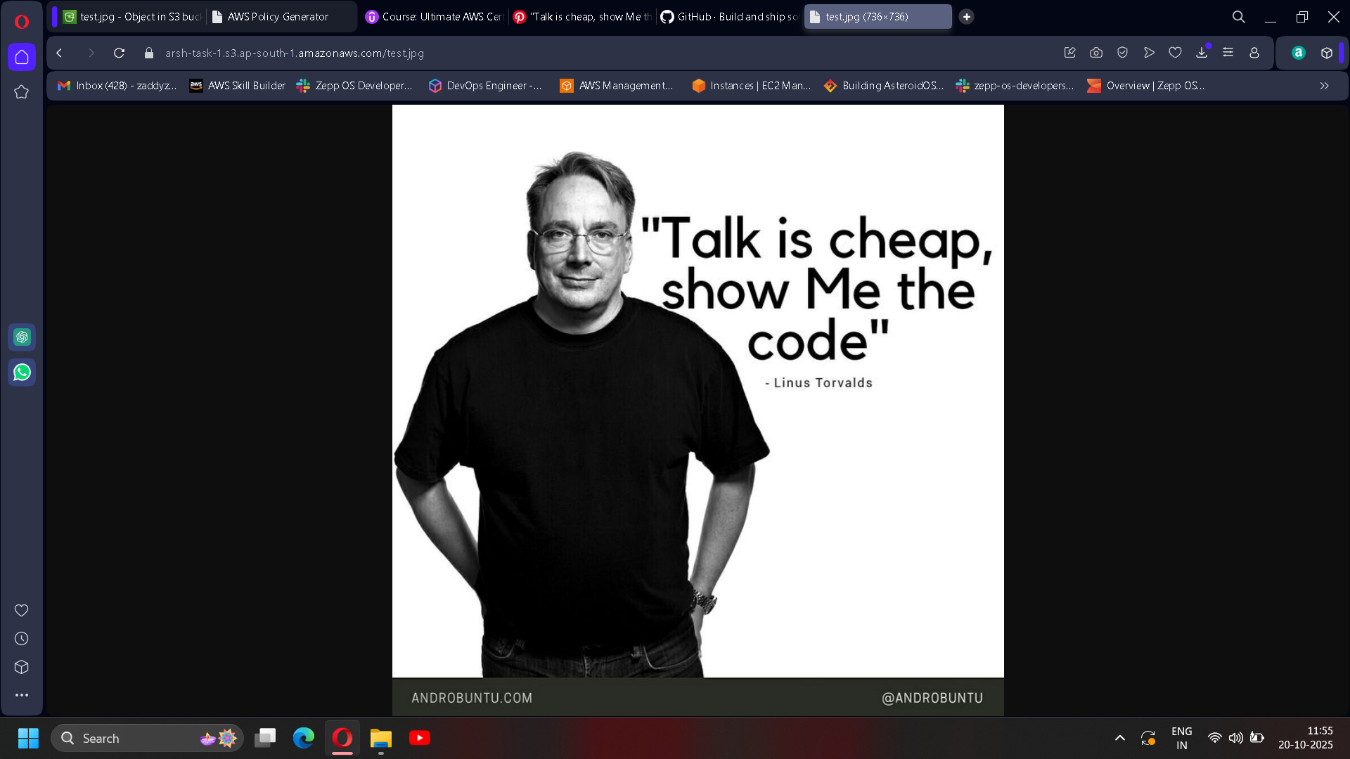 test.jpg - Object in S3 buc
AWS Policy Generator
Course: Ultimate AWS Cer
"Talk is cheap, show Me th
GitHub · Build and ship so
test.jpg (736×736)
arsh-task-1.s3.ap-south-1.amazonaws.com/test.jpg
Inbox (428) - zaddyz...
AWS Skill Builder
Zepp OS Developer...
DevOps Engineer -...
AWS Management...
Instances | EC2 Man...
Building AsteroidOS...
zepp-os-developers...
Overview | Zepp OS...
"Talk is cheap,
show Me the
code"
- Linus Torvalds
ANDROBUNTU.COM
@ANDROBUNTU
Search
ENG
IN
11:55
20-10-2025